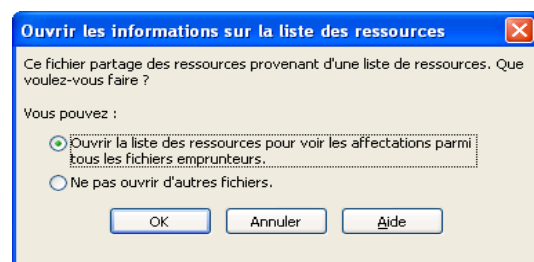 Ouvrir les informations sur la liste des ressources
Ce fichier partage des ressources provenant d'une liste de ressources. Que
voulez-vous faire ?
Vous pouvez :
Ouvrir la liste des ressources pour voir les affectations parmi
tous les fichiers emprunteurs.
Ne pas ouvrir d'autres fichiers.
OK Annuler Aide